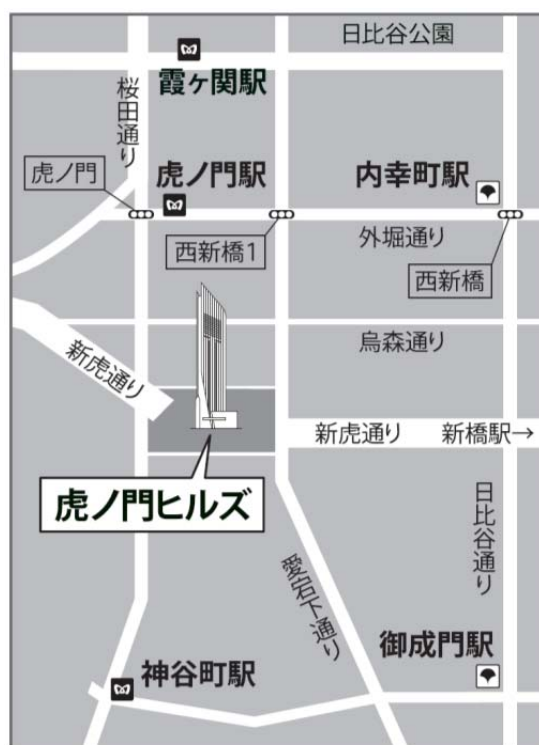 日比谷公園
霞ヶ関駅
桜田通り
虎ノ門
虎ノ門駅
内幸町駅
西新橋1
外堀通り
西新橋
烏森通り
新虎通り
新虎通り
新橋駅→
虎ノ門ヒルズ
日比谷通り
愛宕下通り
御成門駅
神谷町駅